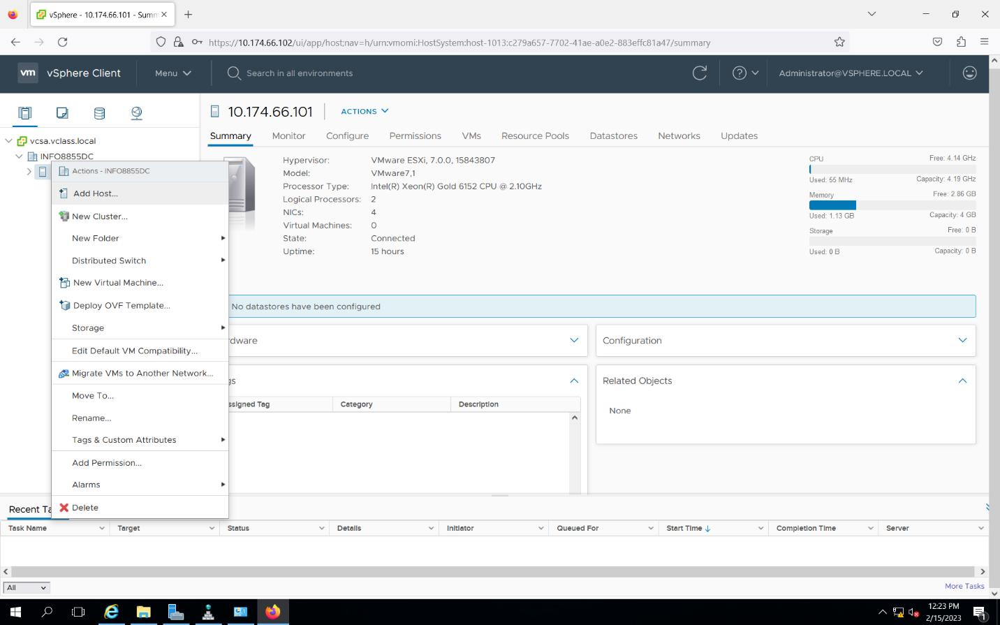 vSphere - 10.174.66.101 - Summ
https://10.174.66.102/ui/app/host;nav=h/urn:vmomi:HostSystem:host-1013:c279a657-7702-41ae-a0e2-883effc81a47/summary
vm vSphere Client Menu Search in all environments Administrator@VSPHERE.LOCAL
10.174.66.101 ACTIONS
Summary Monitor Configure Permissions VMs Resource Pools Datastores Networks Updates
vcsa.vclass.local
INFO8855DC
Actions - INFO8855DC
Add Host...
New Cluster...
New Folder
Distributed Switch
New Virtual Machine...
Deploy OVF Template...
Storage
Edit Default VM Compatibility...
Migrate VMs to Another Network...
Move To...
Rename...
Tags & Custom Attributes
Add Permission...
Alarms
Delete
Hypervisor: VMware ESXi, 7.0.0, 15843807
Model: VMware7,1
Processor Type: Intel(R) Xeon(R) Gold 6152 CPU @ 2.10GHz
Logical Processors: 2
NICs: 4
Virtual Machines: 0
State: Connected
Uptime: 15 hours
CPU Free: 4.14 GHz
Used: 55 MHz Capacity: 4.19 GHz
Memory Free: 2.86 GB
Used: 1.13 GB Capacity: 4 GB
Storage Free: 0 B
Used: 0 B Capacity: 0 B
No datastores have been configured
dware
Configuration
gs
ssigned Tag Category Description
Related Objects
None
Recent Ta
Task Name Target Status Details Initiator Queued For Start Time Completion Time Server
All
More Tasks
12:23 PM
2/15/2023
1